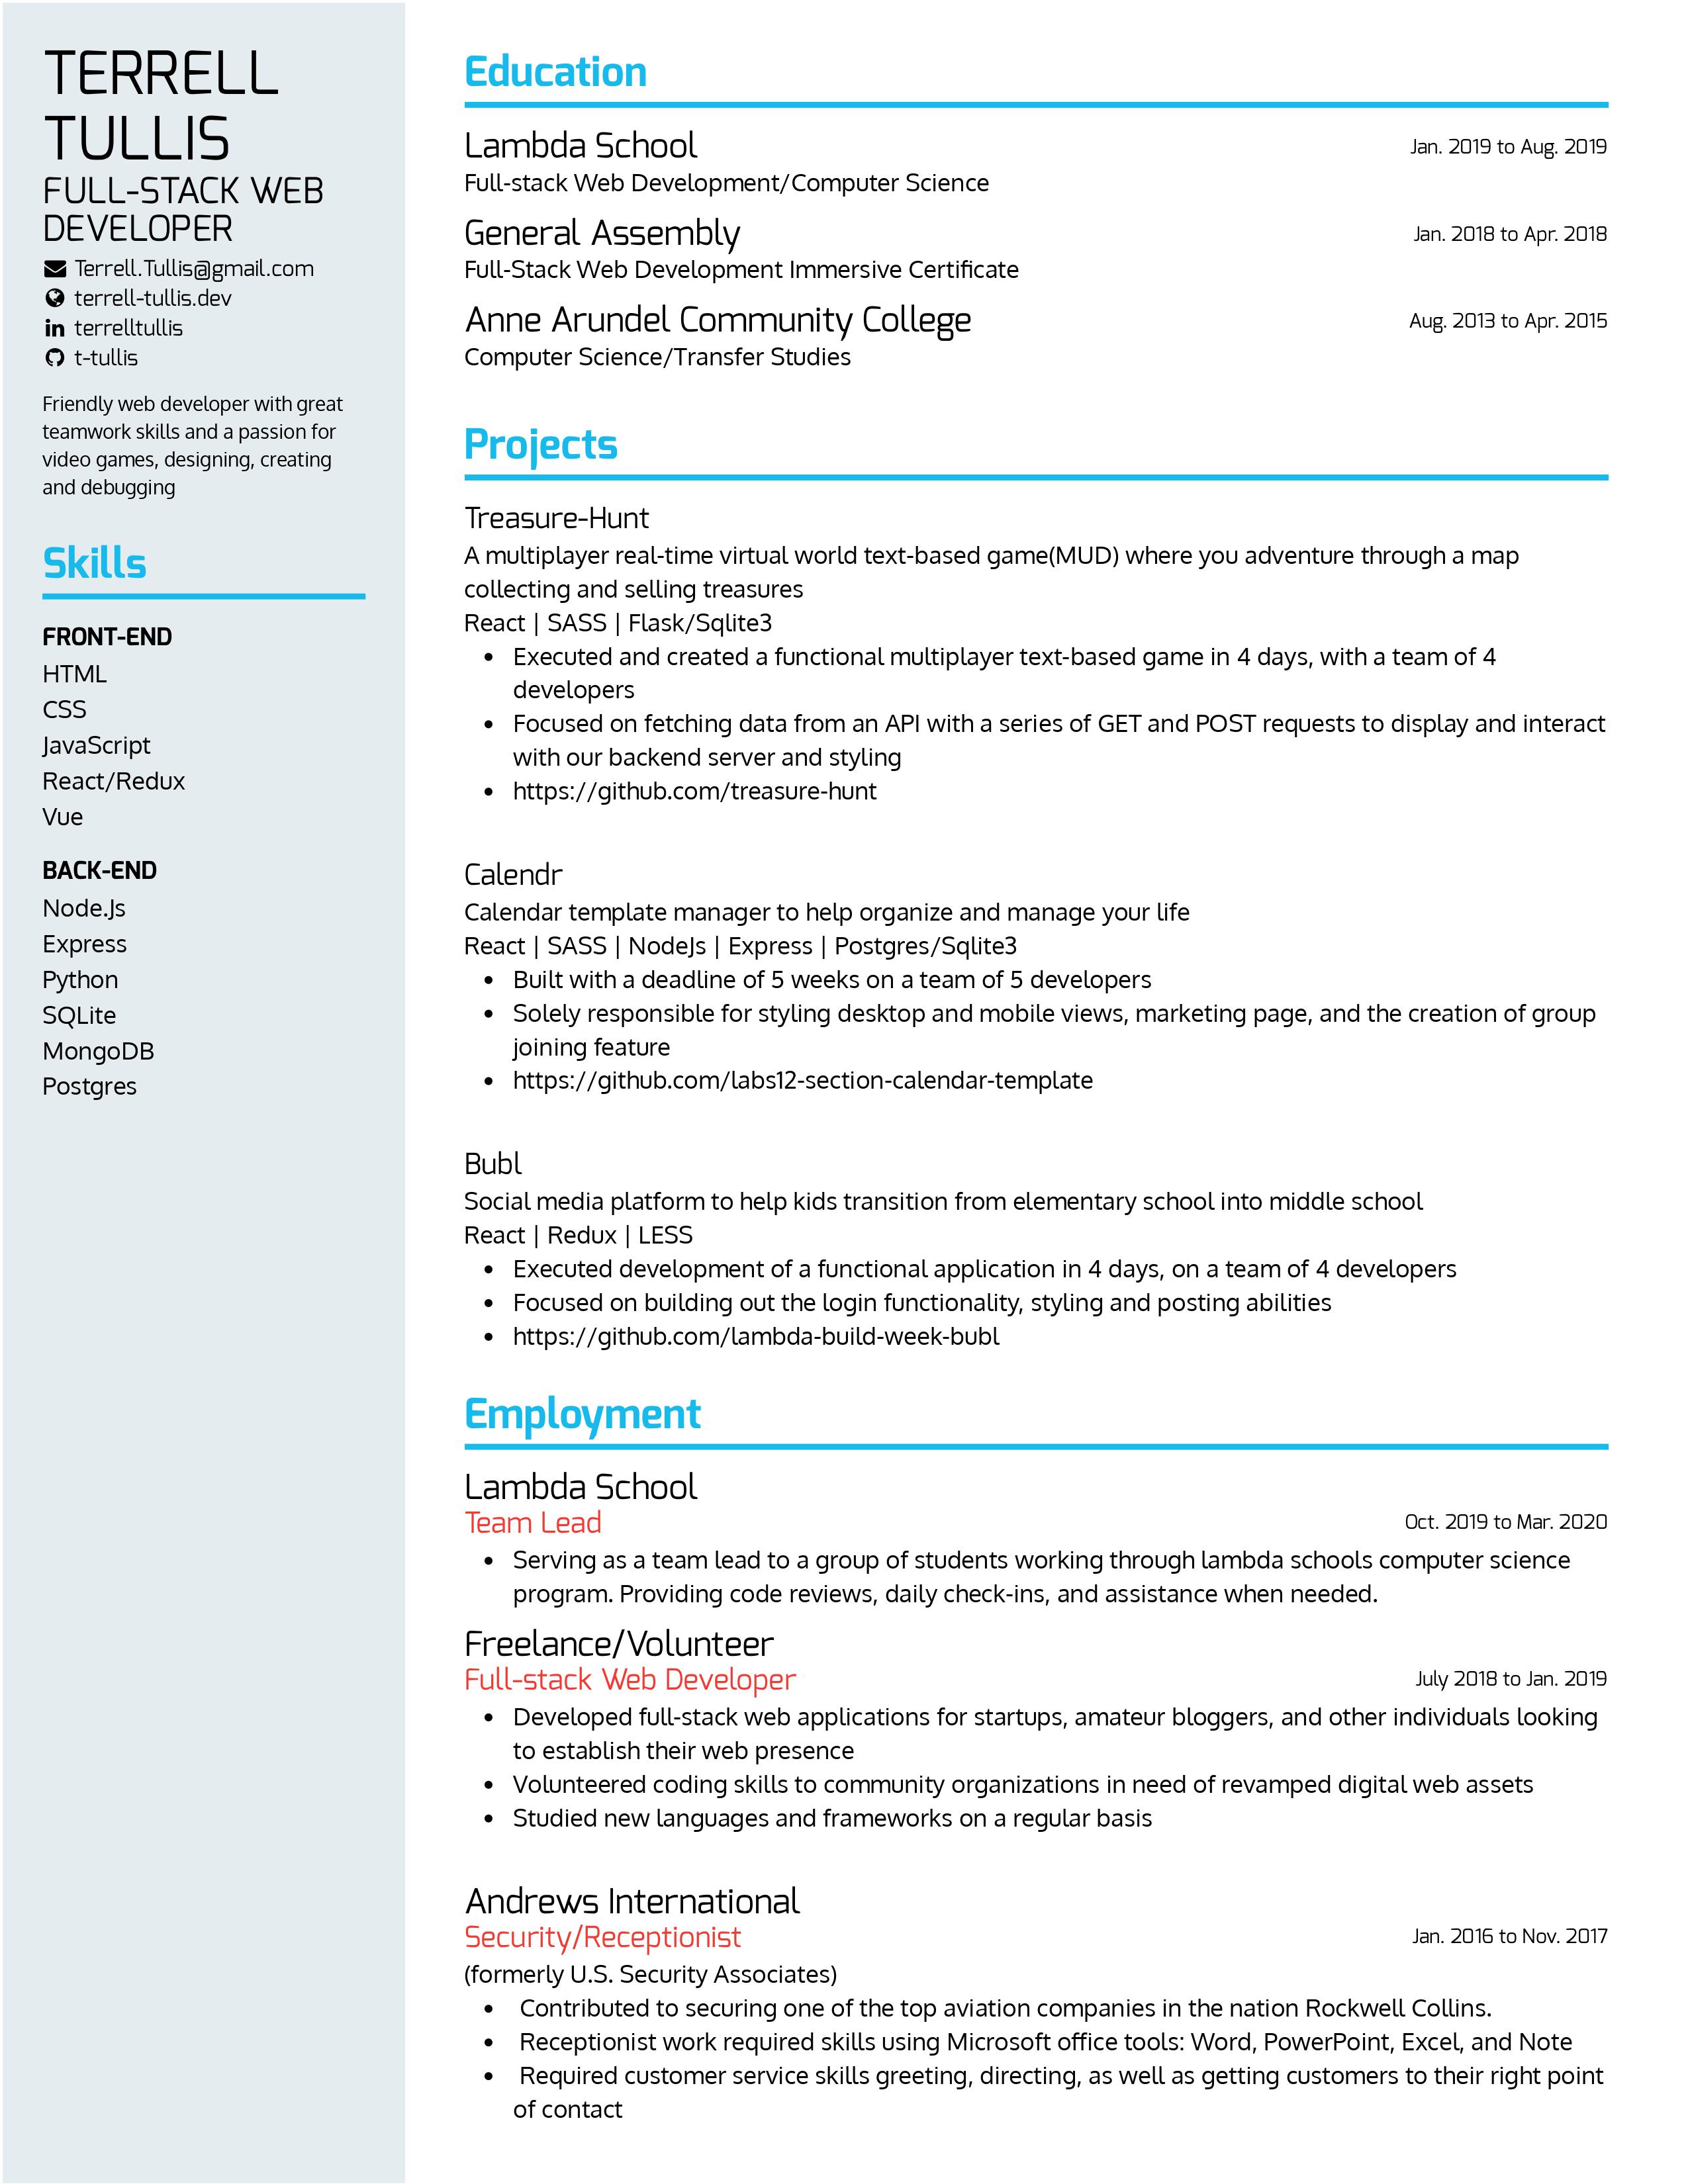 TERRELL
TULLIS
FULL-STACK WEB
DEVELOPER
Terrell.Tullis@gmail.com
terrell-tullis.dev
terrelltullis
t-tullis
Friendly web developer with great
teamwork skills and a passion for
video games, designing, creating
and debugging
Skills
FRONT-END
HTML
CSS
JavaScript
React/Redux
Vue
BACK-END
Node.Js
Express
Python
SQLite
MongoDB
Postgres
Education
Lambda School Jan. 2019 to Aug. 2019
Full-stack Web Development/Computer Science
General Assembly Jan. 2018 to Apr. 2018
Full-Stack Web Development Immersive Certificate
Anne Arundel Community College Aug. 2013 to Apr. 2015
Computer Science/Transfer Studies
Projects
Treasure-Hunt
A multiplayer real-time virtual world text-based game(MUD) where you adventure through a map
collecting and selling treasures
React | SASS | Flask/Sqlite3
• Executed and created a functional multiplayer text-based game in 4 days, with a team of 4
developers
• Focused on fetching data from an API with a series of GET and POST requests to display and interact
with our backend server and styling
• https://github.com/treasure-hunt
Calendr
Calendar template manager to help organize and manage your life
React | SASS | NodeJs | Express | Postgres/Sqlite3
• Built with a deadline of 5 weeks on a team of 5 developers
• Solely responsible for styling desktop and mobile views, marketing page, and the creation of group
joining feature
• https://github.com/labs12-section-calendar-template
Bubl
Social media platform to help kids transition from elementary school into middle school
React | Redux | LESS
• Executed development of a functional application in 4 days, on a team of 4 developers
• Focused on building out the login functionality, styling and posting abilities
• https://github.com/lambda-build-week-bubl
Employment
Lambda School
Team Lead Oct. 2019 to Mar. 2020
• Serving as a team lead to a group of students working through lambda schools computer science
program. Providing code reviews, daily check-ins, and assistance when needed.
Freelance/Volunteer
Full-stack Web Developer July 2018 to Jan. 2019
• Developed full-stack web applications for startups, amateur bloggers, and other individuals looking
to establish their web presence
• Volunteered coding skills to community organizations in need of revamped digital web assets
• Studied new languages and frameworks on a regular basis
Andrews International
Security/Receptionist Jan. 2016 to Nov. 2017
(formerly U.S. Security Associates)
• Contributed to securing one of the top aviation companies in the nation Rockwell Collins.
• Receptionist work required skills using Microsoft office tools: Word, PowerPoint, Excel, and Note
• Required customer service skills greeting, directing, as well as getting customers to their right point
of contact